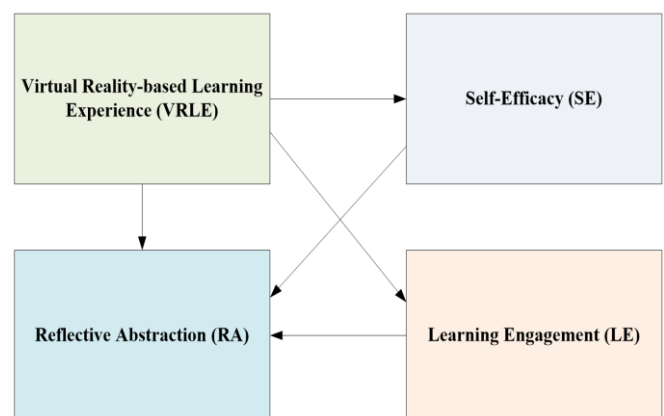 Virtual Reality-based Learning
Experience (VRLE)
Self-Efficacy (SE)
Reflective Abstraction (RA)
Learning Engagement (LE)